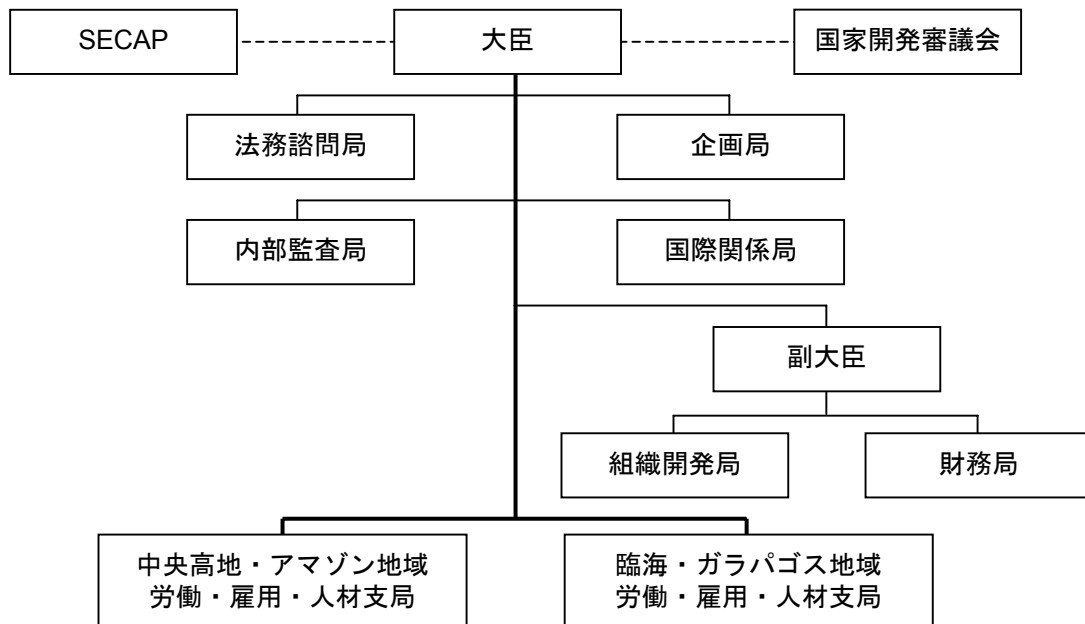 SECAP
大臣
国家開発審議会
法務諮問局
企画局
内部監査局
国際関係局
副大臣
組織開発局
財務局
中央高地・アマゾン地域
労働・雇用・人材支局
臨海・ガラパゴス地域
労働・雇用・人材支局